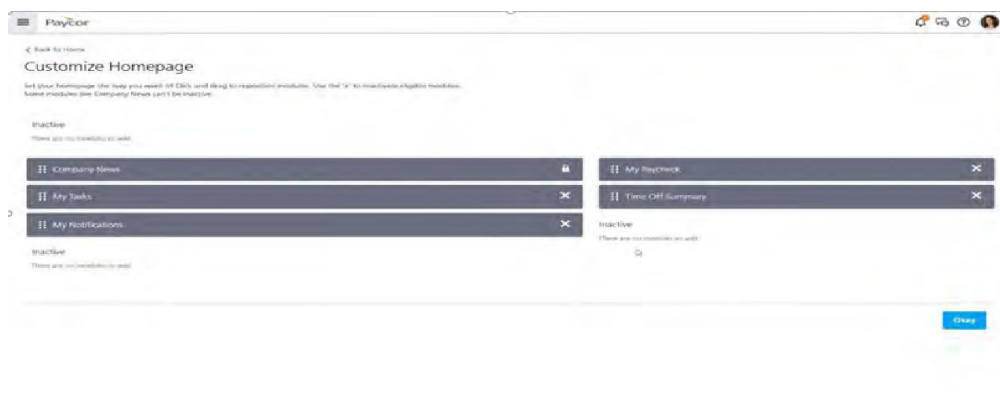 Paycor
Back to Home
Customize Homepage
Set your homepage the way you want it! Click and drag to reposition modules. Use the 'x' to inactivate eligible modules.
Some modules like Company News can't be inactive.
Inactive
There are no modules to add
Company News
My Tasks
My Notifications
Inactive
There are no modules to add
My Paycheck
Time Off Summary
Inactive
There are no modules to add
Okay